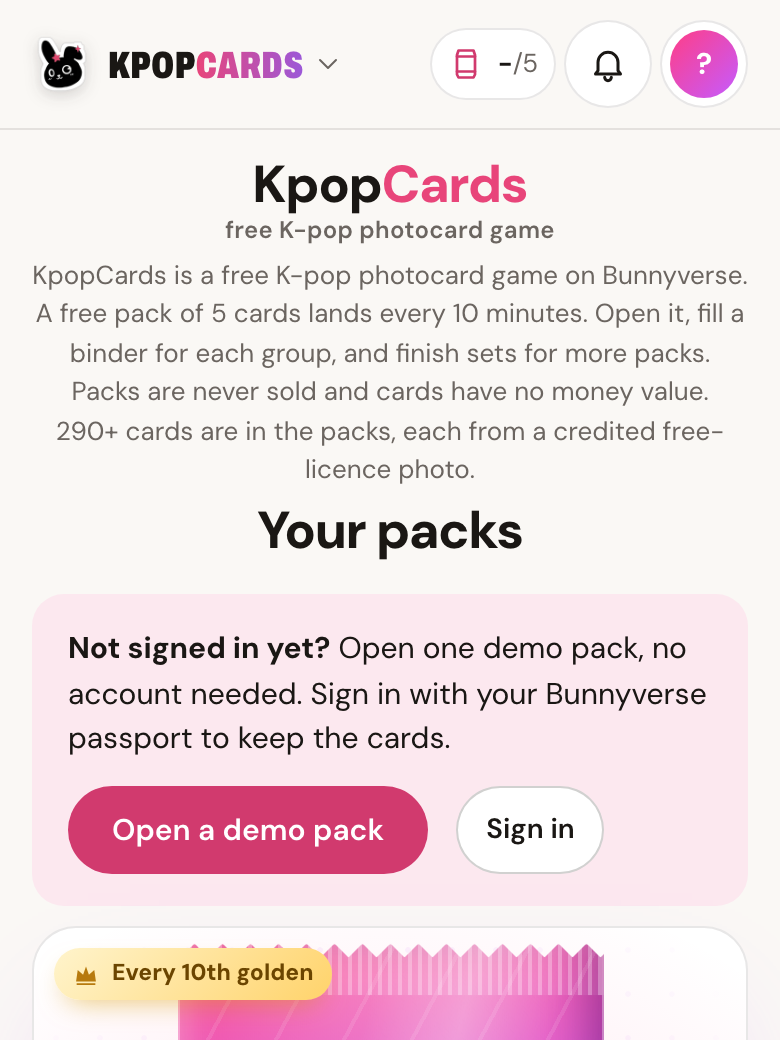 KPOPCARDS
-/5
?
KpopCards
free K-pop photocard game
KpopCards is a free K-pop photocard game on Bunnyverse.
A free pack of 5 cards lands every 10 minutes. Open it, fill a
binder for each group, and finish sets for more packs.
Packs are never sold and cards have no money value.
290+ cards are in the packs, each from a credited free-
licence photo.
Your packs
Not signed in yet? Open one demo pack, no
account needed. Sign in with your Bunnyverse
passport to keep the cards.
Open a demo pack
Sign in
Every 10th golden